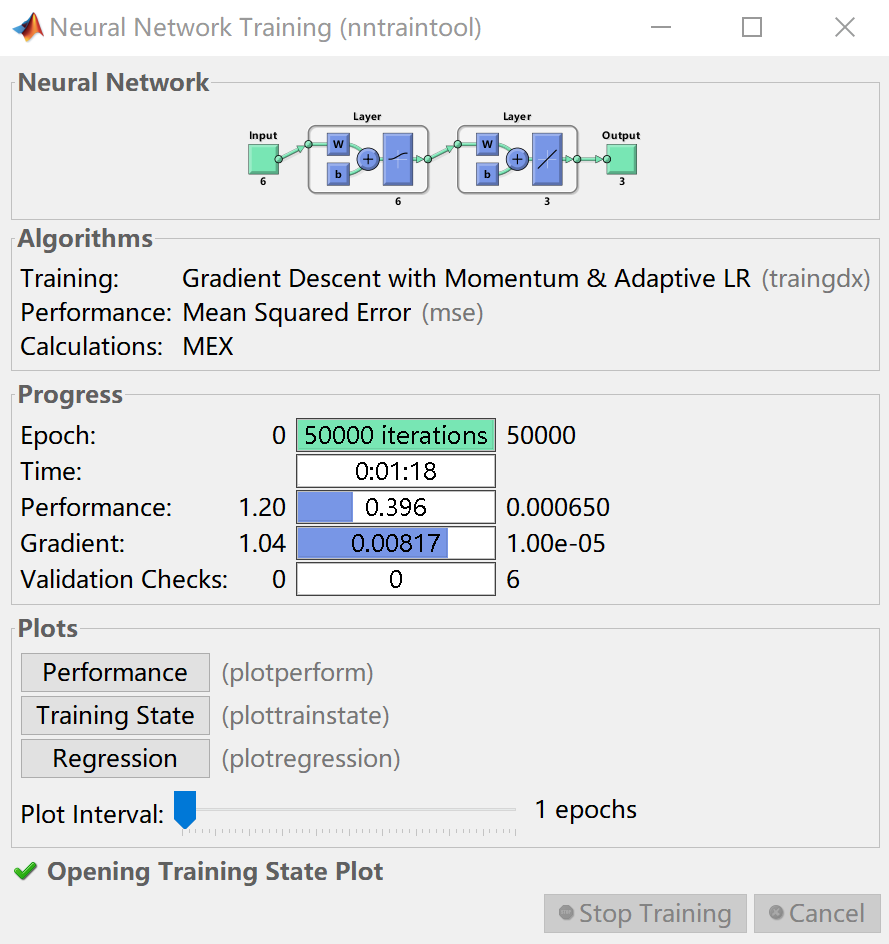 Neural Network Training (nntraintool)
Neural Network
Layer Layer
Input W W Output
b b
6 6 3 3
Algorithms
Training: Gradient Descent with Momentum & Adaptive LR (traingdx)
Performance: Mean Squared Error (mse)
Calculations: MEX
Progress
Epoch: 0 50000 iterations 50000
Time: 0:01:18
Performance: 1.20 0.396 0.000650
Gradient: 1.04 0.00817 1.00e-05
Validation Checks: 0 0 6
Plots
Performance (plotperform)
Training State (plottrainstate)
Regression (plotregression)
Plot Interval: 1 epochs
Opening Training State Plot
Stop Training Cancel